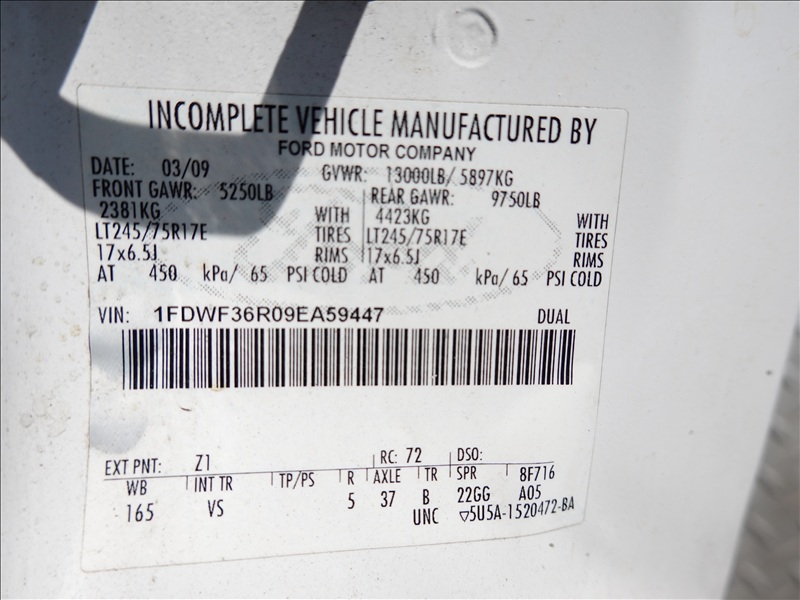 INCOMPLETE VEHICLE MANUFACTURED BY
FORD MOTOR COMPANY
DATE: 03/09 GVWR: 13000LB/ 5897KG
FRONT GAWR: 5250LB REAR GAWR: 9750LB
2381KG WITH 4423KG WITH
LT245/75R17E TIRES LT245/75R17E TIRES
17x6.5J RIMS 17x6.5J RIMS
AT 450 kPa/ 65 PSI COLD AT 450 kPa/ 65 PSI COLD
VIN: 1FDWF36R09EA59447 DUAL
EXT PNT: Z1 RC: 72 DSO:
WB INT TR TP/PS R AXLE TR SPR 8F716
165 VS 5 37 B 22GG A05
UNC ▽5U5A-1520472-BA